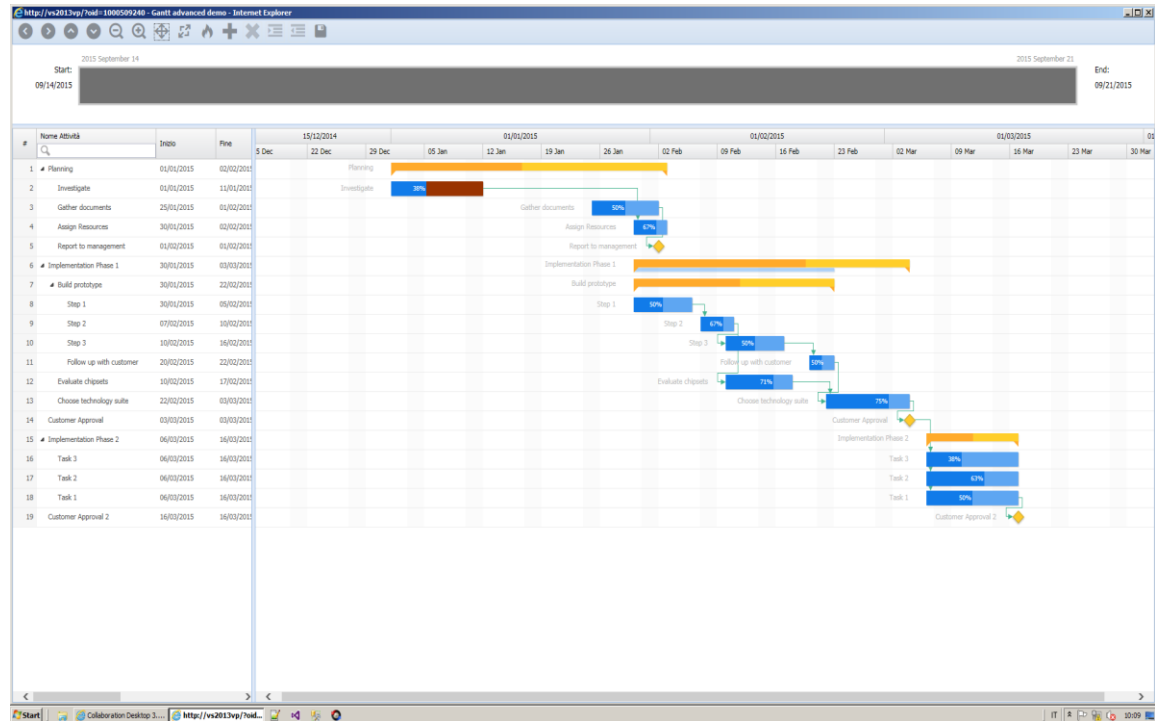 http://vs2013vp/?oid=1000509240 - Gantt advanced demo - Internet Explorer
2015 September 14 2015 September 21
Start: End:
09/14/2015 09/21/2015
# Nome Attività Inizio Fine 15/12/2014 01/01/2015 01/02/2015 01/03/2015 01
5 Dec 22 Dec 29 Dec 05 Jan 12 Jan 19 Jan 26 Jan 02 Feb 09 Feb 16 Feb 23 Feb 02 Mar 09 Mar 16 Mar 23 Mar 30 Mar
1 Planning 01/01/2015 02/02/2015 Planning
2 Investigate 01/01/2015 11/01/2015 Investigate 38%
3 Gather documents 25/01/2015 01/02/2015 Gather documents 50%
4 Assign Resources 30/01/2015 02/02/2015 Assign Resources 67%
5 Report to management 01/02/2015 01/02/2015 Report to management
6 Implementation Phase 1 30/01/2015 03/03/2015 Implementation Phase 1
7 Build prototype 30/01/2015 22/02/2015 Build prototype
8 Step 1 30/01/2015 05/02/2015 Step 1 50%
9 Step 2 07/02/2015 10/02/2015 Step 2 67%
10 Step 3 10/02/2015 16/02/2015 Step 3 50%
11 Follow up with customer 20/02/2015 22/02/2015 Follow up with customer 50%
12 Evaluate chipsets 10/02/2015 17/02/2015 Evaluate chipsets 71%
13 Choose technology suite 22/02/2015 03/03/2015 Choose technology suite 75%
14 Customer Approval 03/03/2015 03/03/2015 Customer Approval
15 Implementation Phase 2 06/03/2015 16/03/2015 Implementation Phase 2
16 Task 3 06/03/2015 16/03/2015 Task 3 38%
17 Task 2 06/03/2015 16/03/2015 Task 2 63%
18 Task 1 06/03/2015 16/03/2015 Task 1 50%
19 Customer Approval 2 16/03/2015 16/03/2015 Customer Approval 2
Start Collaboration Desktop 3.... http://vs2013vp/?oid... IT 10:09